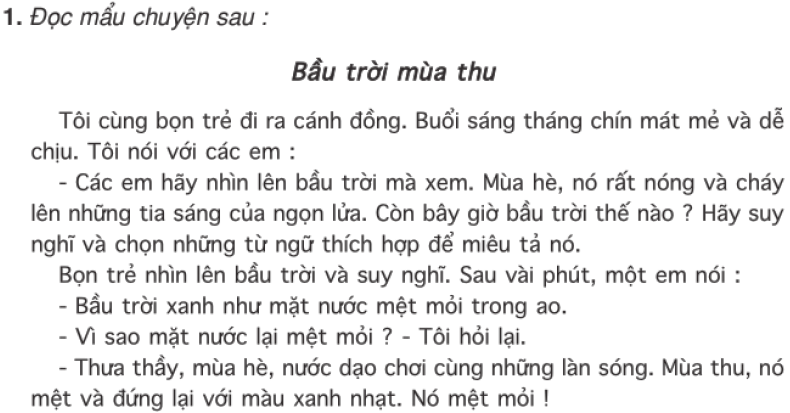 1. Đọc mẩu chuyện sau :
Bầu trời mùa thu
Tôi cùng bọn trẻ đi ra cánh đồng. Buổi sáng tháng chín mát mẻ và dễ
chịu. Tôi nói với các em :
- Các em hãy nhìn lên bầu trời mà xem. Mùa hè, nó rất nóng và cháy
lên những tia sáng của ngọn lửa. Còn bây giờ bầu trời thế nào ? Hãy suy
nghĩ và chọn những từ ngữ thích hợp để miêu tả nó.
Bọn trẻ nhìn lên bầu trời và suy nghĩ. Sau vài phút, một em nói :
- Bầu trời xanh như mặt nước mệt mỏi trong ao.
- Vì sao mặt nước lại mệt mỏi ? - Tôi hỏi lại.
- Thưa thầy, mùa hè, nước dạo chơi cùng những làn sóng. Mùa thu, nó
mệt và đứng lại với màu xanh nhạt. Nó mệt mỏi !